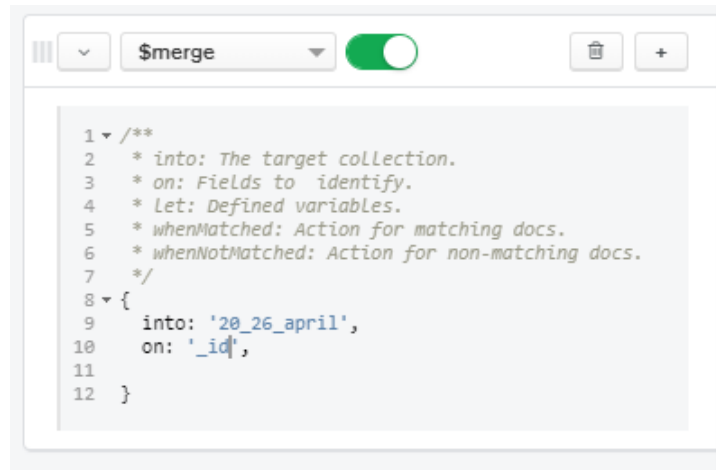 $merge
1 /**
2 * into: The target collection.
3 * on: Fields to  identify.
4 * let: Defined variables.
5 * whenMatched: Action for matching docs.
6 * whenNotMatched: Action for non-matching docs.
7 */
8 {
9 into: '20_26_april',
10 on: '_id',
11
12 }